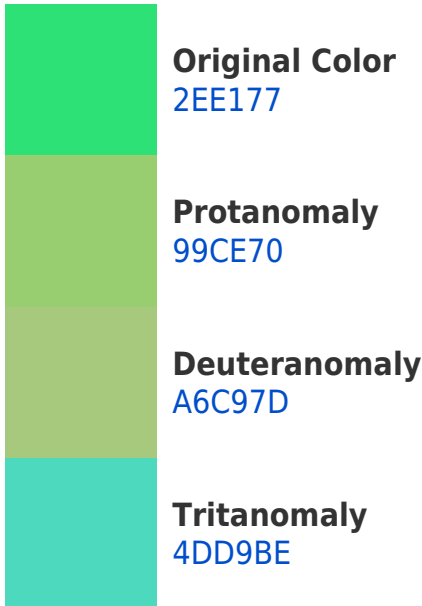 Original Color
2EE177
Protanomaly
99CE70
Deuteranomaly
A6C97D
Tritanomaly
4DD9BE